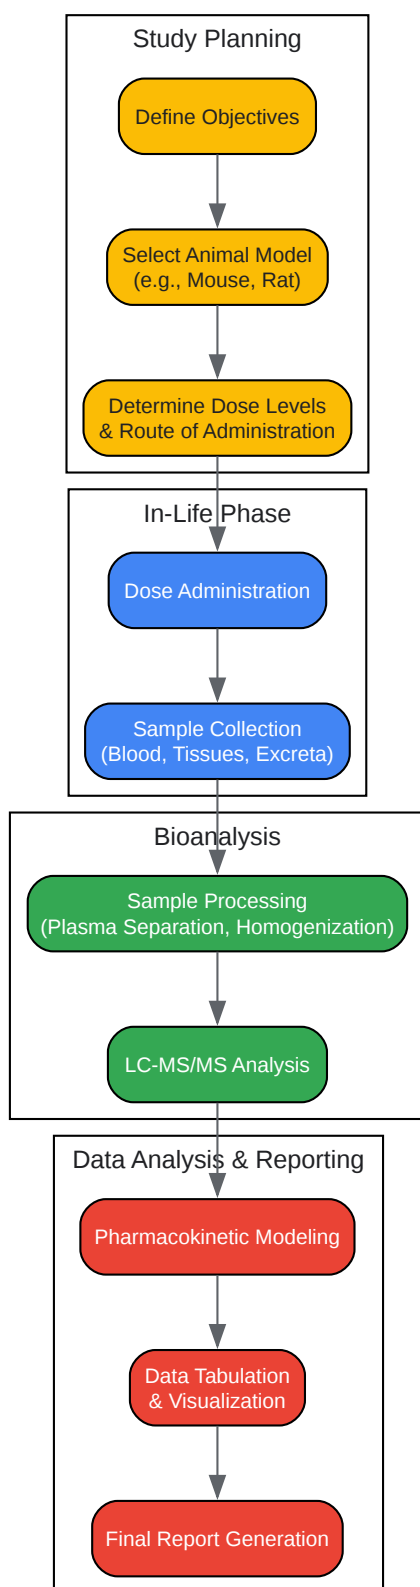 Study Planning
Define Objectives
Select Animal Model
(e.g., Mouse, Rat)
Determine Dose Levels
& Route of Administration
In-Life Phase
Dose Administration
Sample Collection
(Blood, Tissues, Excreta)
Bioanalysis
Sample Processing
(Plasma Separation, Homogenization)
LC-MS/MS Analysis
Data Analysis & Reporting
Pharmacokinetic Modeling
Data Tabulation
& Visualization
Final Report Generation